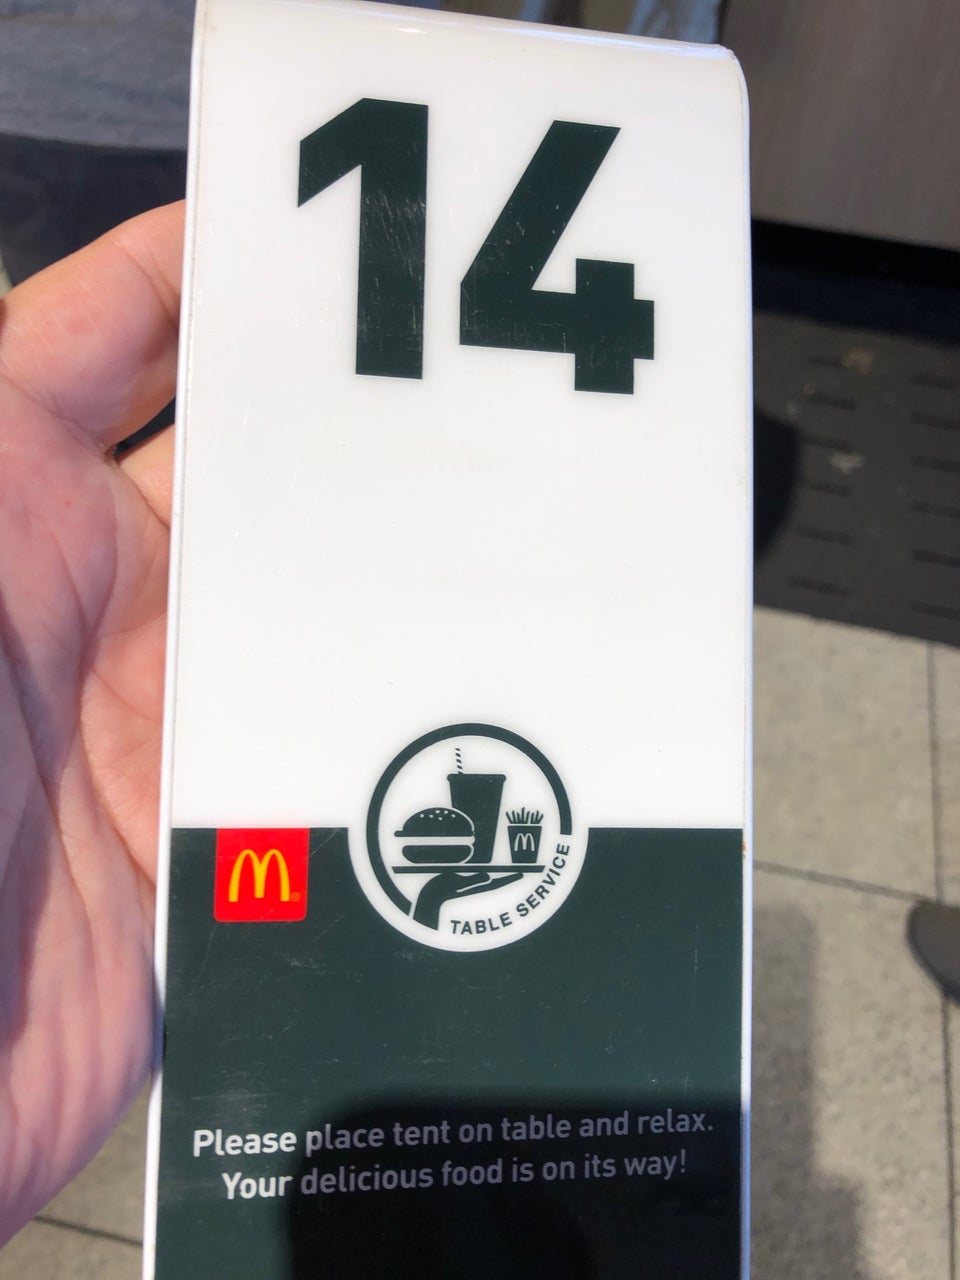 14
TABLE SERVICE
Please place tent on table and relax.
Your delicious food is on its way!